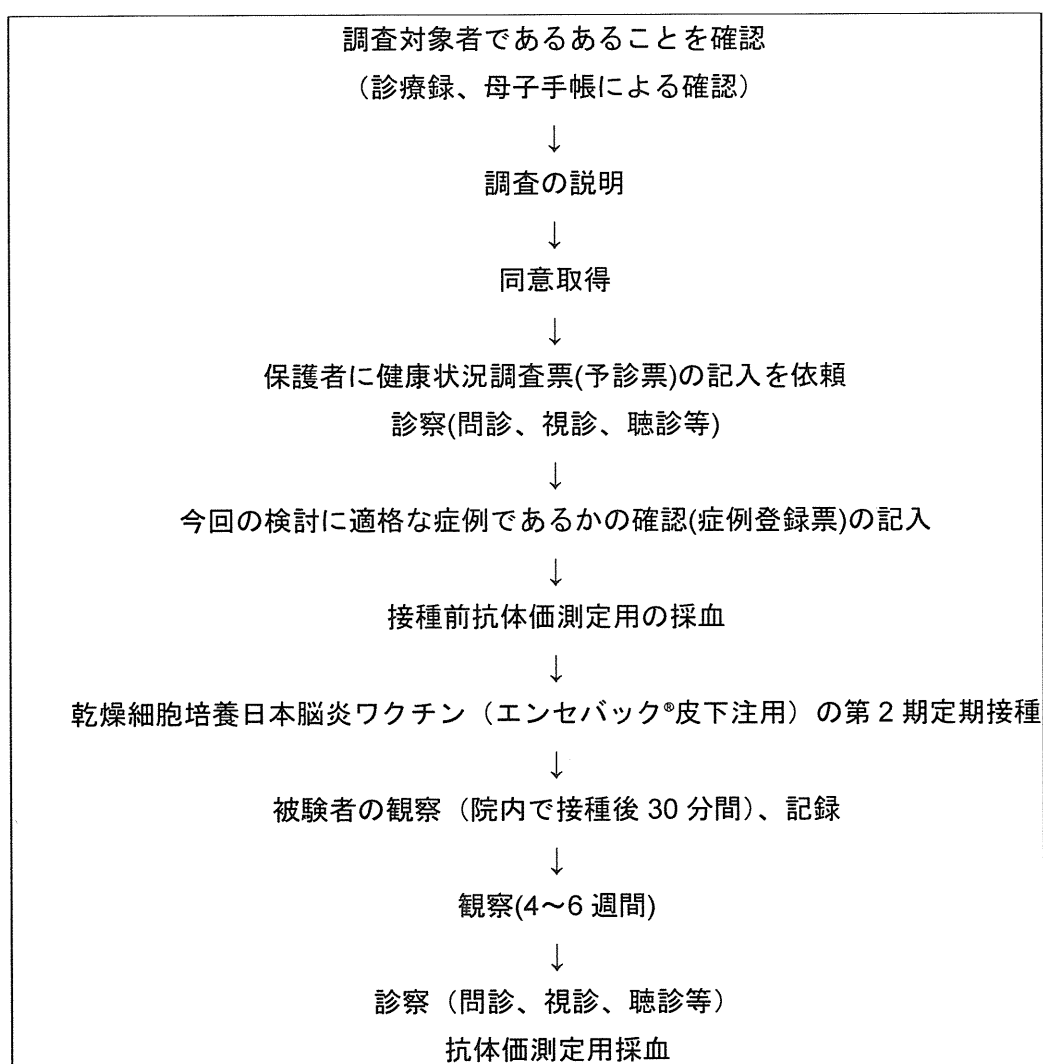 調査対象者であるあることを確認
（診療録、母子手帳による確認）
↓
調査の説明
↓
同意取得
↓
保護者に健康状況調査票(予診票)の記入を依頼
診察(問診、視診、聴診等)
↓
今回の検討に適格な症例であるかの確認(症例登録票)の記入
↓
接種前抗体価測定用の採血
↓
乾燥細胞培養日本脳炎ワクチン（エンセバック®皮下注用）の第 2 期定期接種
↓
被験者の観察（院内で接種後 30 分間）、記録
↓
観察(4～6 週間)
↓
診察（問診、視診、聴診等）
抗体価測定用採血